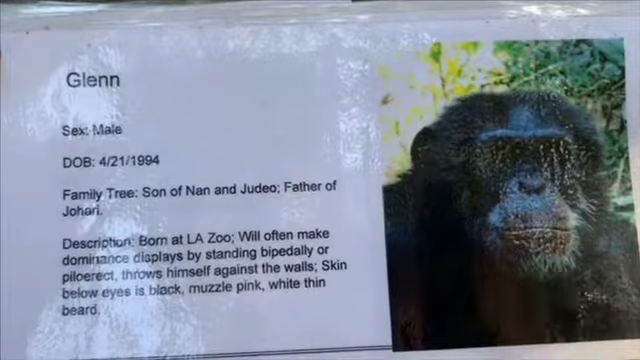 Glenn
Sex: Male
DOB: 4/21/1994
Family Tree: Son of Nan and Judeo; Father of
Johari.
Description: Born at LA Zoo; Will often make
dominance displays by standing bipedally or
piloerect, throws himself against the walls; Skin
below eyes is black, muzzle pink, white thin
beard.